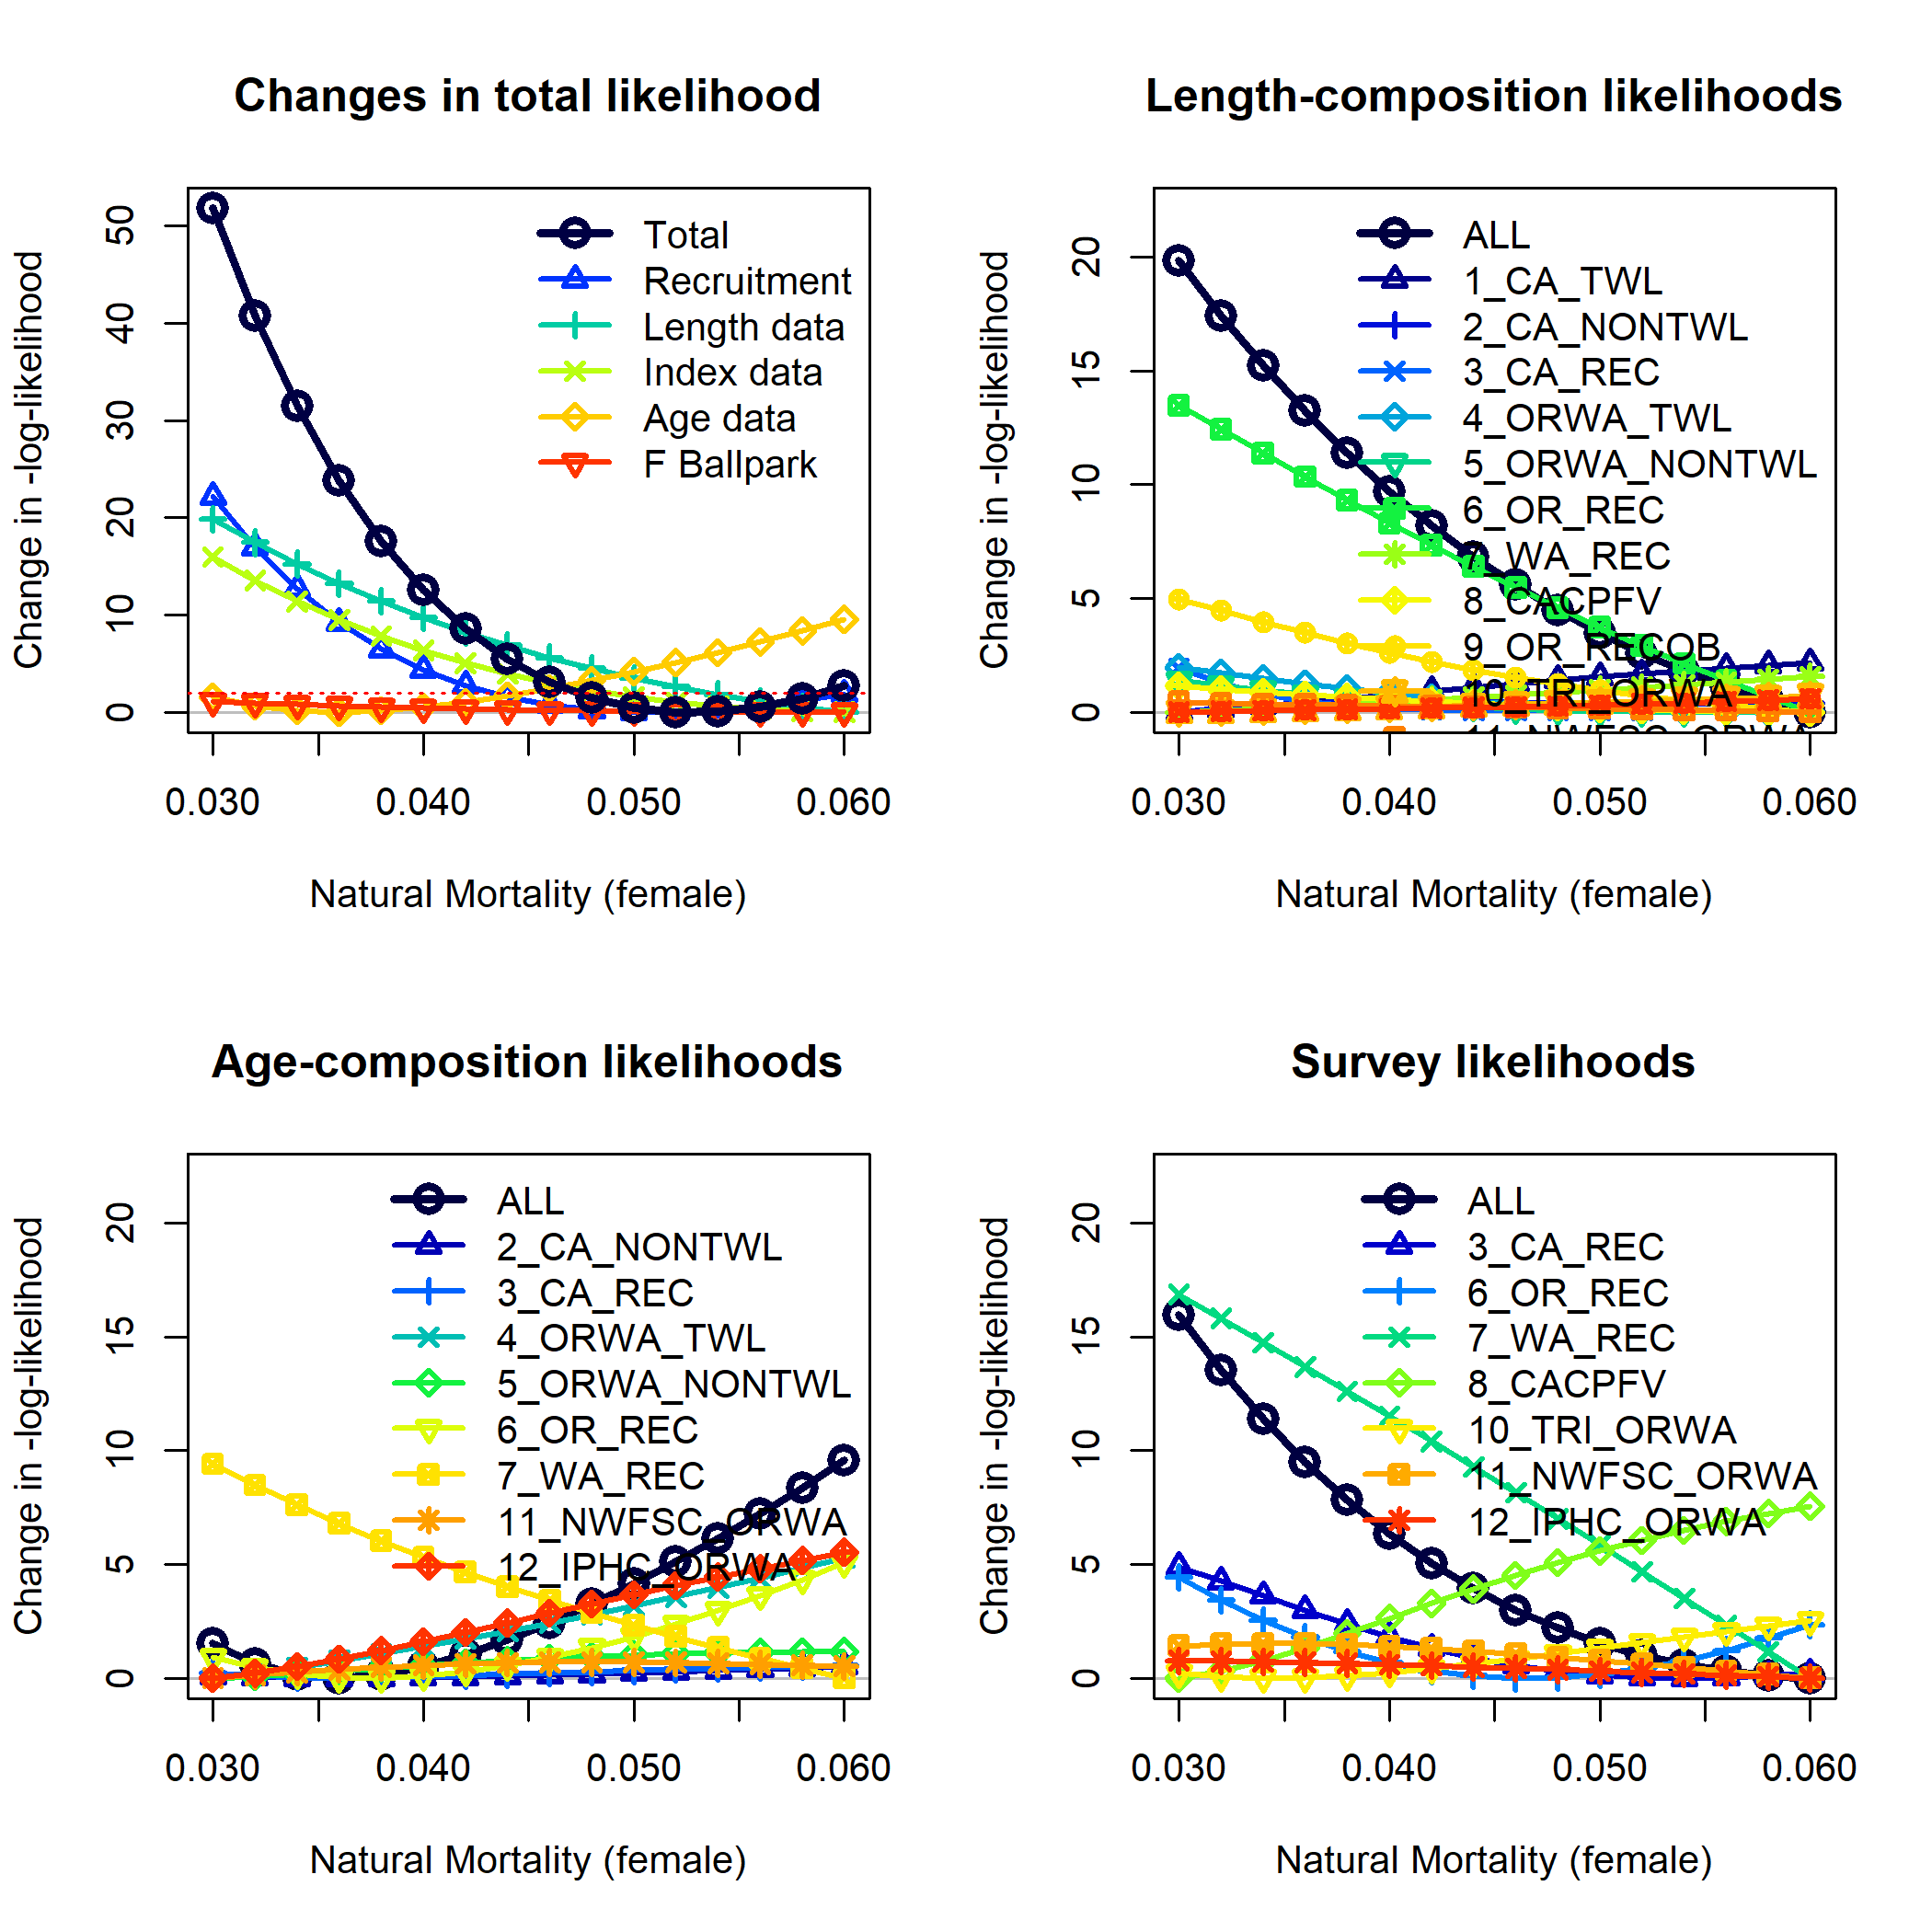 Changes in total likelihood
Change in -log-likelihood
50
40
30
20
10
0
Total
Recruitment
Length data
Index data
Age data
F Ballpark
0.030
0.040
0.050
0.060
Natural Mortality (female)
Length-composition likelihoods
Change in -log-likelihood
20
15
10
5
0
ALL
1_CA_TWL
2_CA_NONTWL
3_CA_REC
4_ORWA_TWL
5_ORWA_NONTWL
6_OR_REC
7_WA_REC
8_CACPFV
9_OR_RECOB
10_TRI_ORWA
11_NWFSC_ORWA
0.030
0.040
0.050
0.060
Natural Mortality (female)
Age-composition likelihoods
Change in -log-likelihood
20
15
10
5
0
ALL
2_CA_NONTWL
3_CA_REC
4_ORWA_TWL
5_ORWA_NONTWL
6_OR_REC
7_WA_REC
11_NWFSC_ORWA
12_IPHC_ORWA
0.030
0.040
0.050
0.060
Natural Mortality (female)
Survey likelihoods
Change in -log-likelihood
20
15
10
5
0
ALL
3_CA_REC
6_OR_REC
7_WA_REC
8_CACPFV
10_TRI_ORWA
11_NWFSC_ORWA
12_IPHC_ORWA
0.030
0.040
0.050
0.060
Natural Mortality (female)